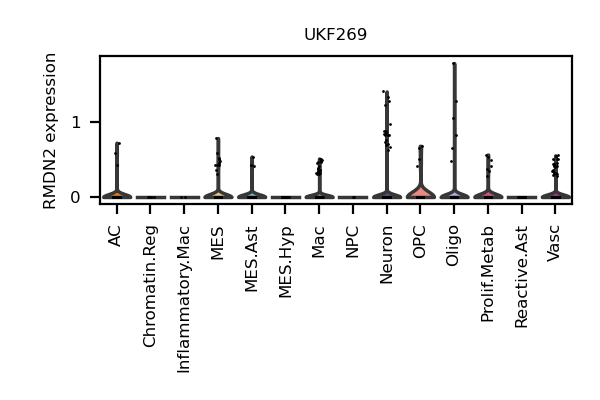 UKF269
RMDN2 expression
1
0
AC
Chromatin.Reg
Inflammatory.Mac
MES
MES.Ast
MES.Hyp
Mac
NPC
Neuron
OPC
Oligo
Prolif.Metab
Reactive.Ast
Vasc